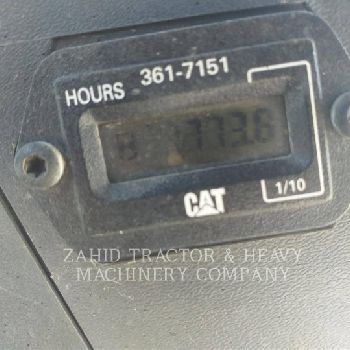 361-7151
HOURS
CAT
1/10
ZAHID TRACTOR & HEAVY
MACHINERY COMPANY